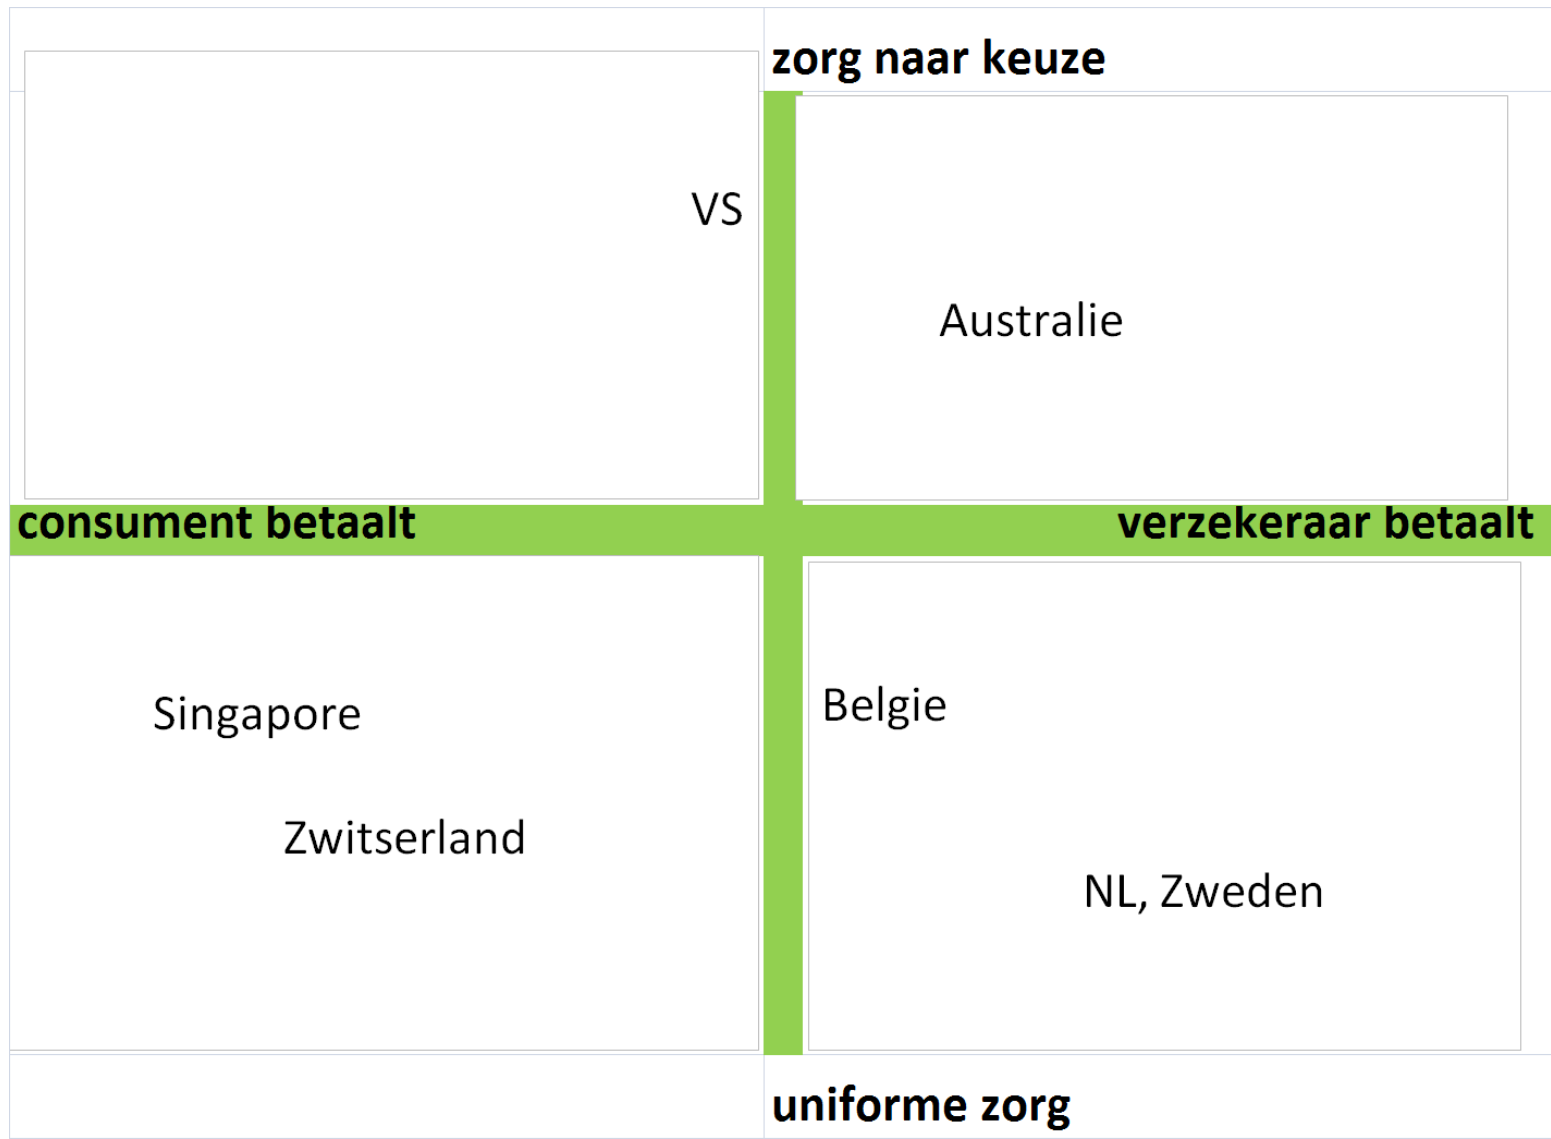 zorg naar keuze
VS
Australie
consument betaalt
verzekeraar betaalt
Singapore
Belgie
Zwitserland
NL, Zweden
uniforme zorg